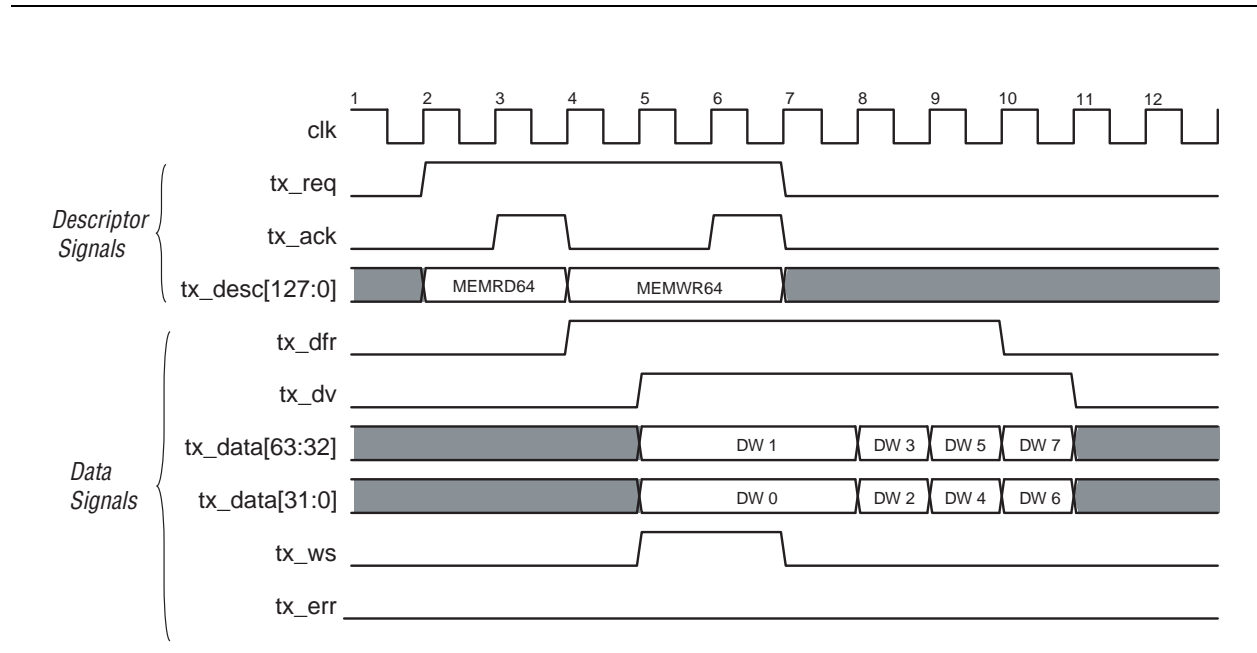 1 2 3 4 5 6 7 8 9 10 11 12
clk
Descriptor
Signals
tx_req
tx_ack
tx_desc[127:0] MEMRD64 MEMWR64
Data
Signals
tx_dfr
tx_dv
tx_data[63:32] DW 1 DW 3 DW 5 DW 7
tx_data[31:0] DW 0 DW 2 DW 4 DW 6
tx_ws
tx_err